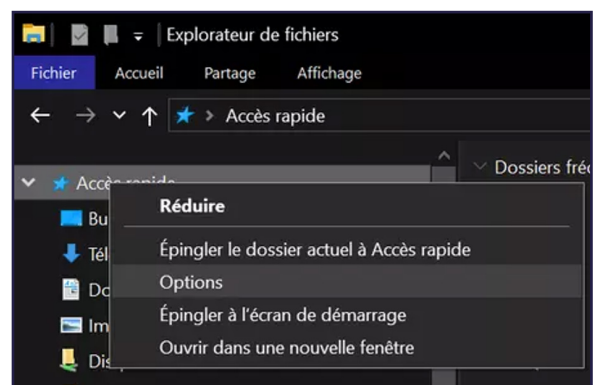 Explorateur de fichiers
Fichier Accueil Partage Affichage
Accès rapide
Dossiers
Accès rapide
Réduire
Épingler le dossier actuel à Accès rapide
Options
Épingler à l'écran de démarrage
Ouvrir dans une nouvelle fenêtre